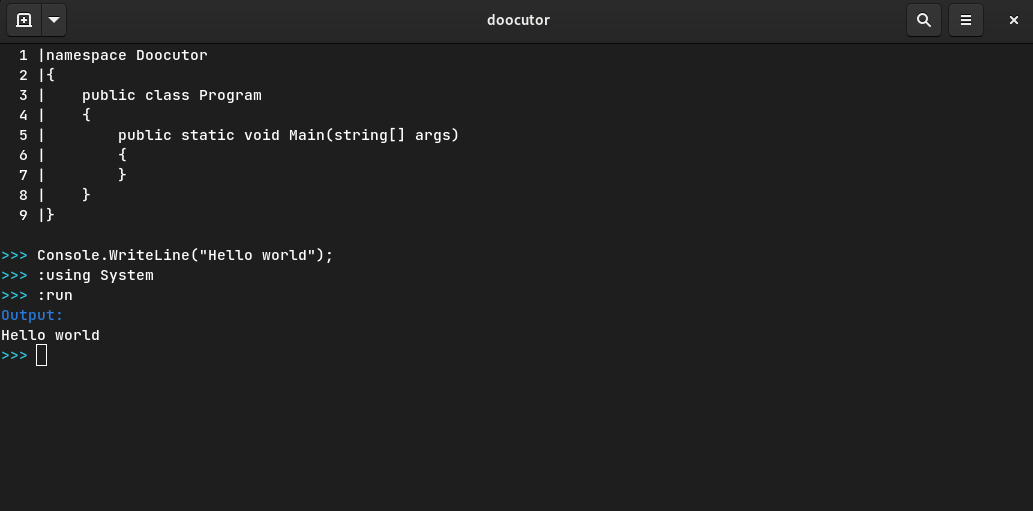 doocutor
1 |namespace Doocutor
2 |{
3 |    public class Program
4 |    {
5 |        public static void Main(string[] args)
6 |        {
7 |        }
8 |    }
9 |}
>>> Console.WriteLine("Hello world");
>>> :using System
>>> :run
Output:
Hello world
>>>